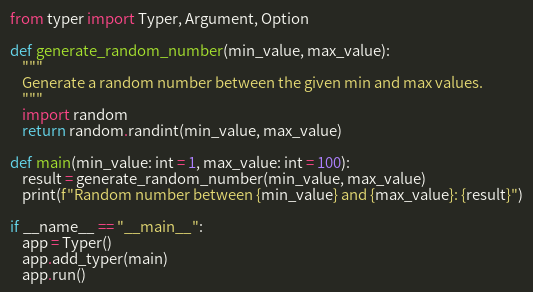 from typer import Typer, Argument, Option

def generate_random_number(min_value, max_value):
    """
    Generate a random number between the given min and max values.
    """
    import random
    return random.randint(min_value, max_value)

def main(min_value: int = 1, max_value: int = 100):
    result = generate_random_number(min_value, max_value)
    print(f"Random number between {min_value} and {max_value}: {result}")

if __name__ == "__main__":
    app = Typer()
    app.add_typer(main)
    app.run()